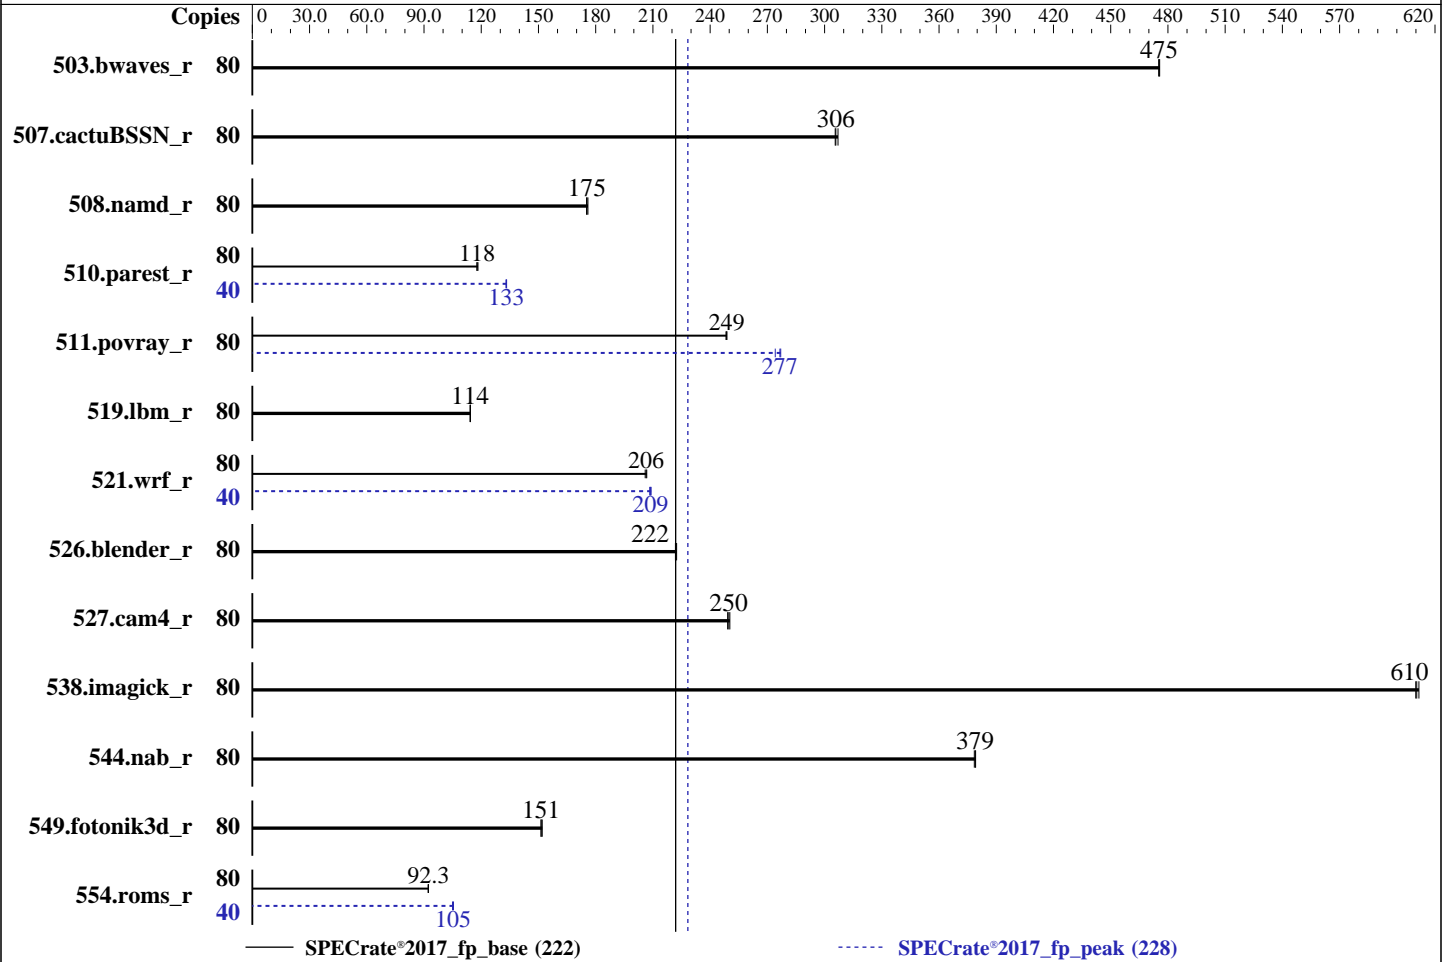 Copies 0 30.0 60.0 90.0 120 150 180 210 240 270 300 330 360 390 420 450 480 510 540 570 620
503.bwaves_r 80 475
507.cactuBSSN_r 80 306
508.namd_r 80 175
510.parest_r 80 118
40 133
511.povray_r 80 249
277
519.lbm_r 80 114
521.wrf_r 80 206
40 209
526.blender_r 80 222
527.cam4_r 80 250
538.imagick_r 80 610
544.nab_r 80 379
549.fotonik3d_r 80 151
554.roms_r 80 92.3
40 105
SPECrate®2017_fp_base (222) SPECrate®2017_fp_peak (228)